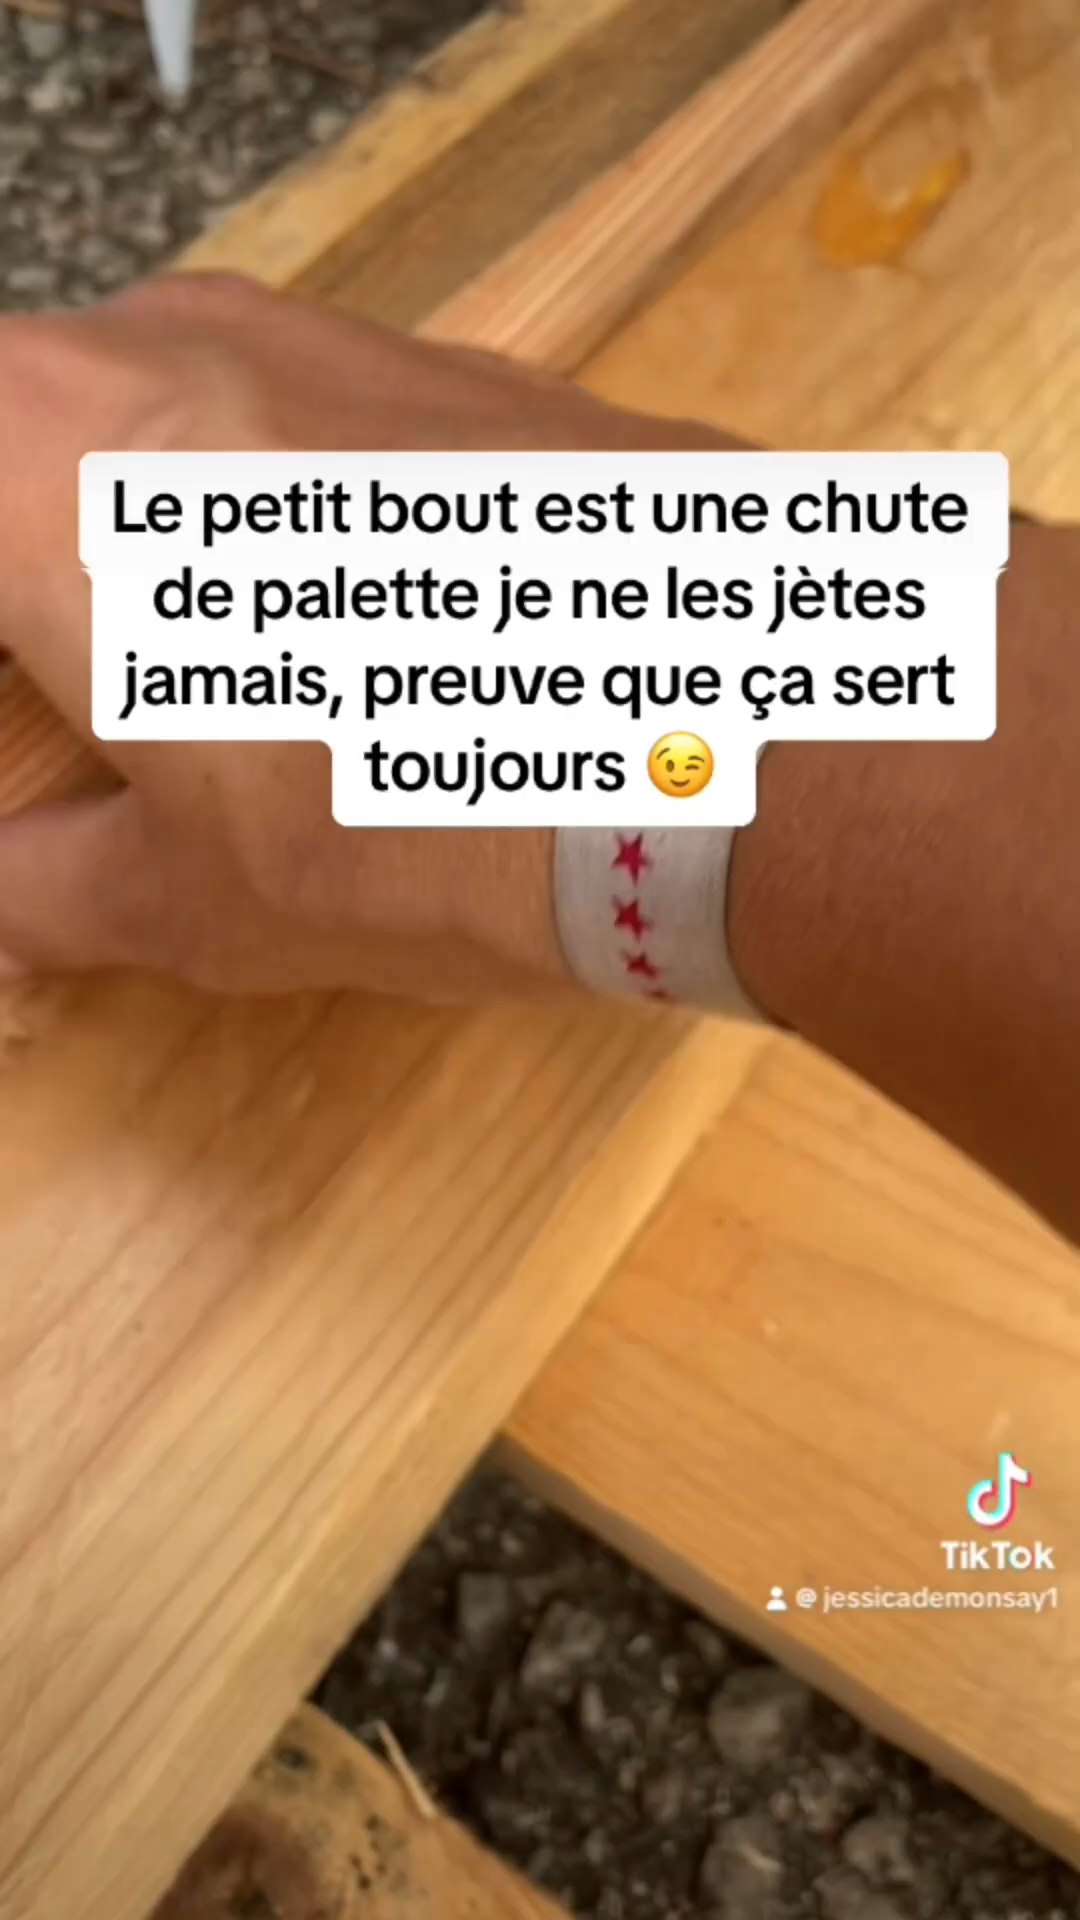 Le petit bout est une chute
de palette je ne les jètes
jamais, preuve que ça sert
toujours 😉
TikTok
@jessicademonsay1